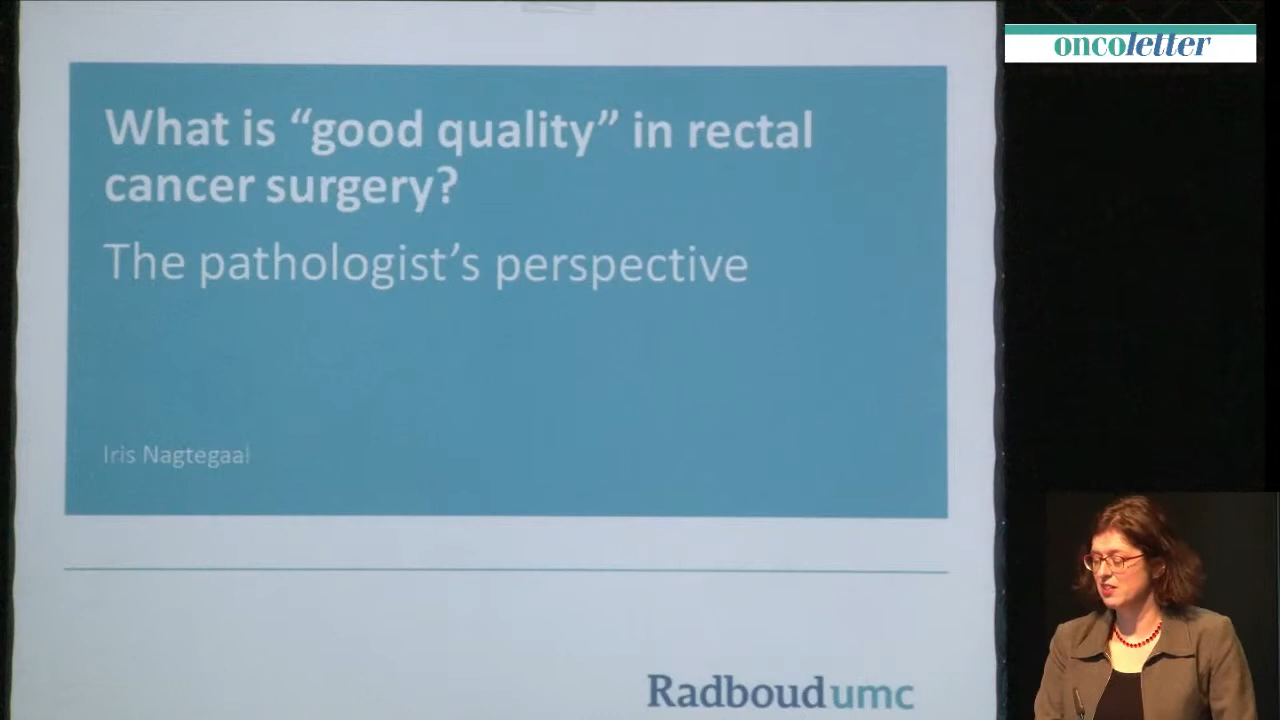 oncoletter
What is “good quality” in rectal
cancer surgery?
The pathologist’s perspective
Iris Nagtegaal
Radboudumc